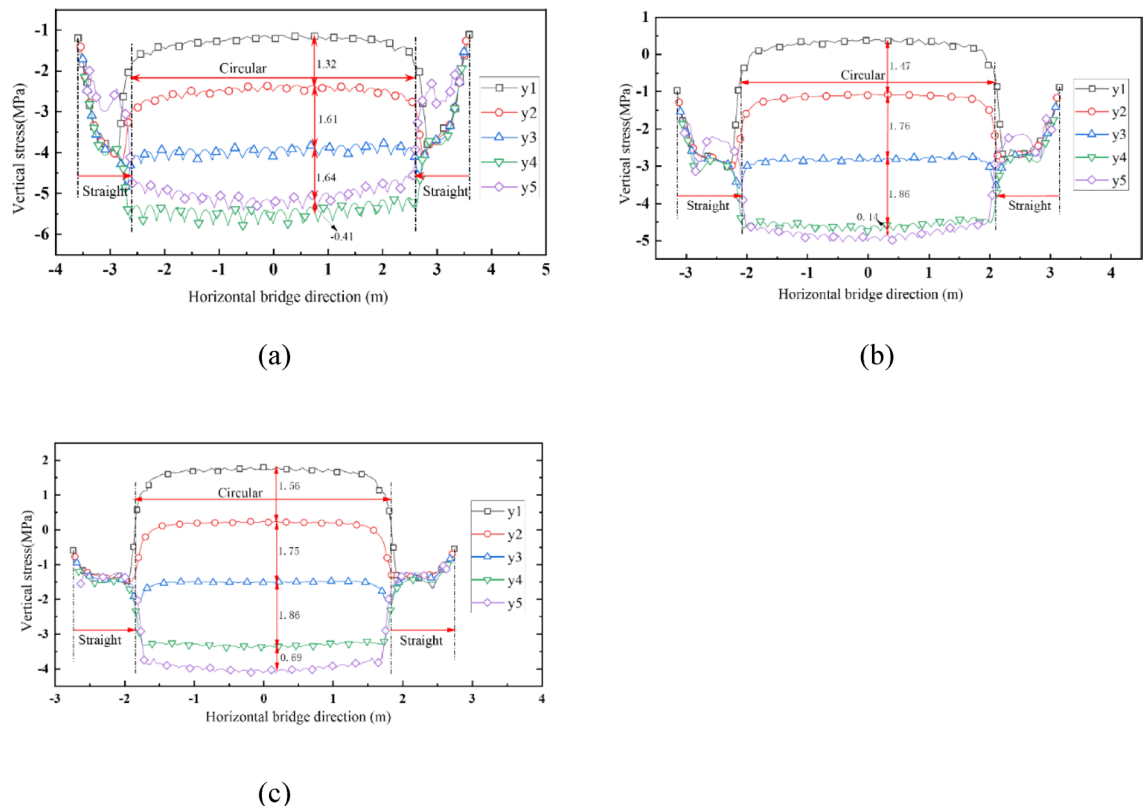 -1
-2
-3
-4
-5
-6
Vertical stress(MPa)
Circular
Straight
Straight
1.32
1.61
1.64
-0.41
y1
y2
y3
y4
y5
-4 -3 -2 -1 0 1 2 3 4 5
Horizontal bridge direction (m)
(a)
0
-1
-2
-3
-4
-5
Vertical stress(MPa)
Circular
Straight
Straight
1.47
1.76
1.86
0.14
y1
y2
y3
y4
y5
-3 -2 -1 0 1 2 3 4
Horizontal bridge direction (m)
(b)
2
1
0
-1
-2
-3
-4
Vertical stress(MPa)
Circular
Straight
Straight
1.56
1.75
1.86
0.69
y1
y2
y3
y4
y5
-3 -2 -1 0 1 2 3 4
Horizontal bridge direction (m)
(c)